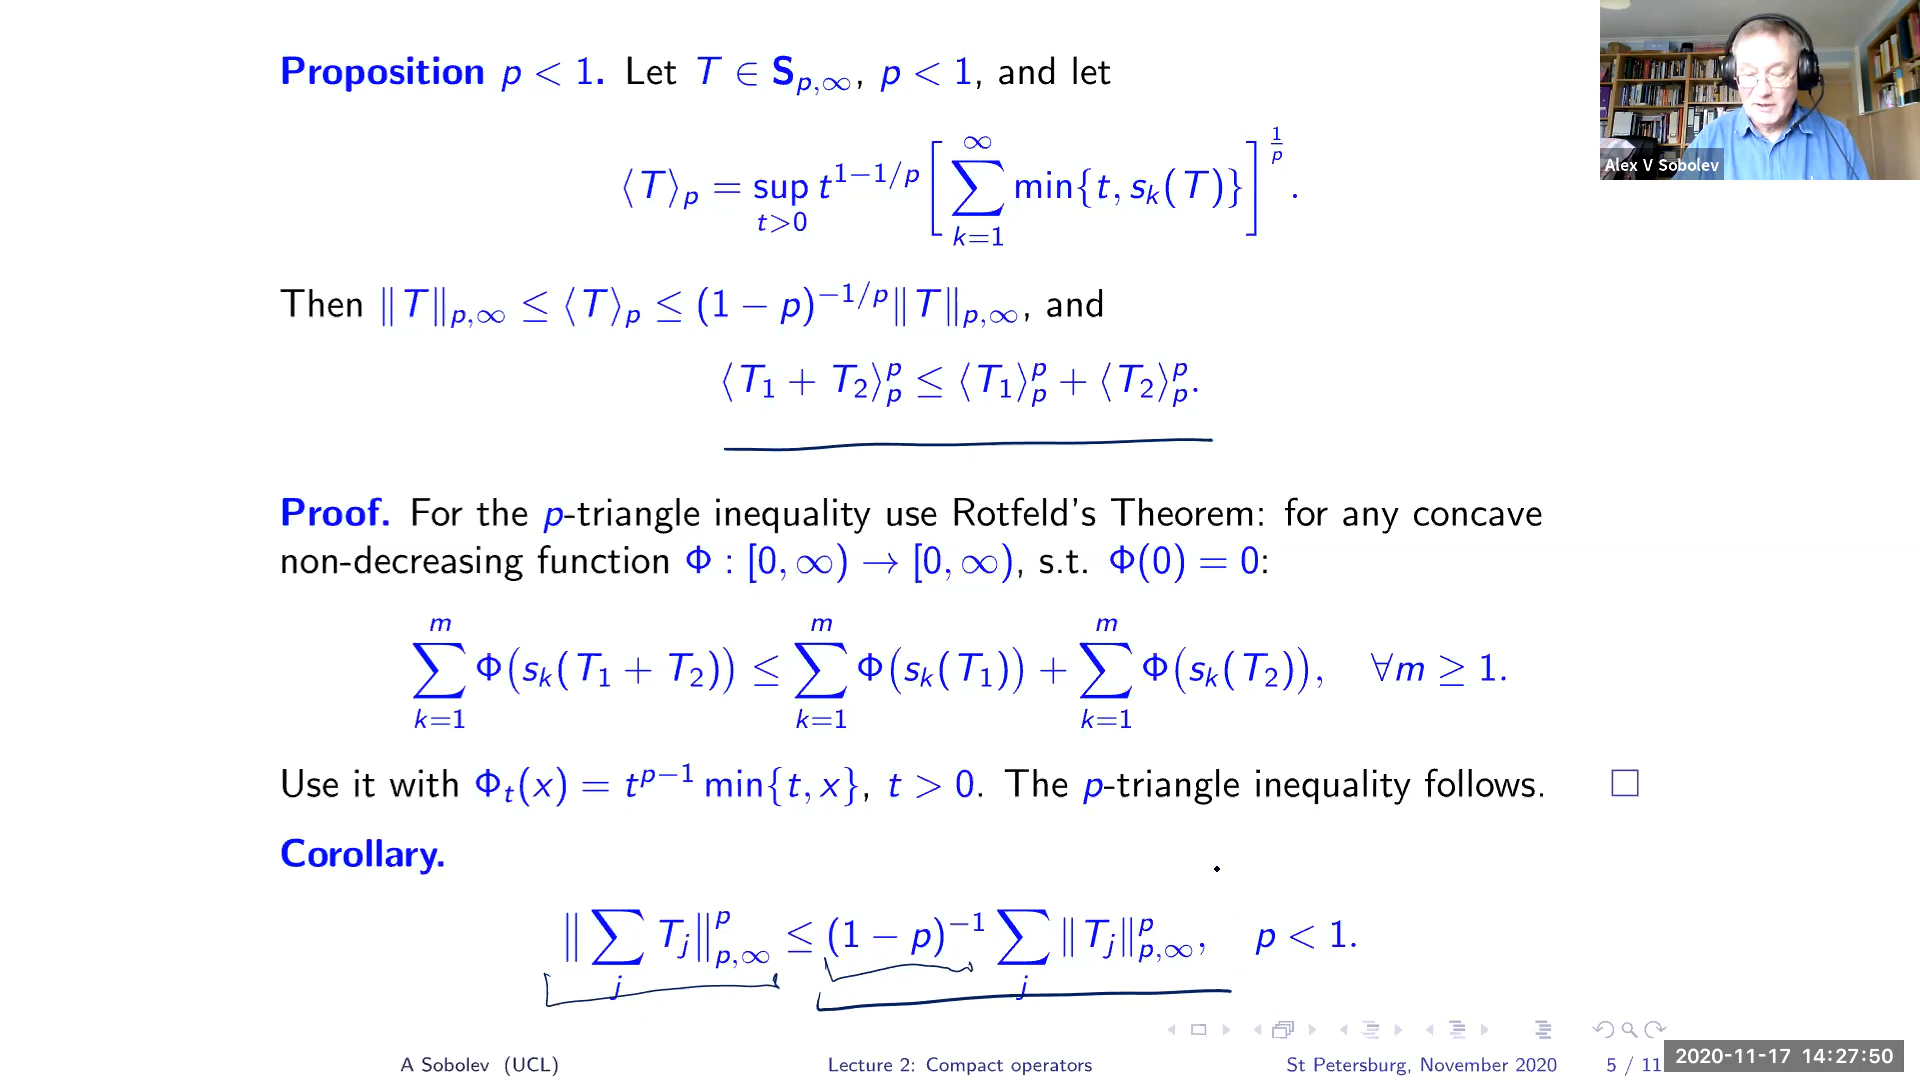 Proposition p < 1. Let T ∈ S_{p,∞}, p < 1, and let
⟨T⟩_p = sup_{t>0} t^{1−1/p} [ ∑_{k=1}^{∞} min{t, s_k(T)} ]^{1/p}.
Then ‖T‖_{p,∞} ≤ ⟨T⟩_p ≤ (1 − p)^{−1/p}‖T‖_{p,∞}, and
⟨T_1 + T_2⟩_p^p ≤ ⟨T_1⟩_p^p + ⟨T_2⟩_p^p.
Proof. For the p-triangle inequality use Rotfeld's Theorem: for any concave
non-decreasing function Φ : [0, ∞) → [0, ∞), s.t. Φ(0) = 0:
∑_{k=1}^{m} Φ(s_k(T_1 + T_2)) ≤ ∑_{k=1}^{m} Φ(s_k(T_1)) + ∑_{k=1}^{m} Φ(s_k(T_2)), ∀m ≥ 1.
Use it with Φ_t(x) = t^{p−1} min{t, x}, t > 0. The p-triangle inequality follows. □
Corollary.
‖∑_j T_j‖_{p,∞}^p ≤ (1 − p)^{−1} ∑_j ‖T_j‖_{p,∞}^p, p < 1.
A Sobolev (UCL) Lecture 2: Compact operators St Petersburg, November 2020 5 / 11
Alex V Sobolev
2020-11-17 14:27:50